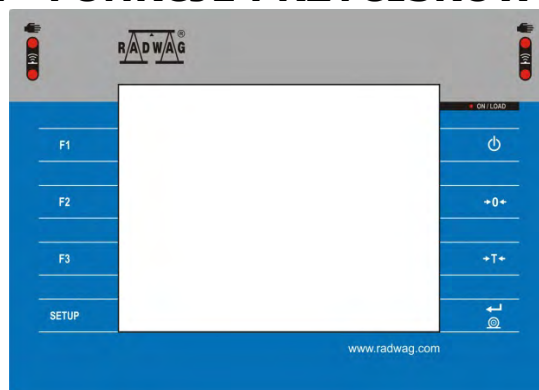 RADWAG®
ON / LOAD
F1
F2
→0←
F3
→T←
SETUP
www.radwag.com